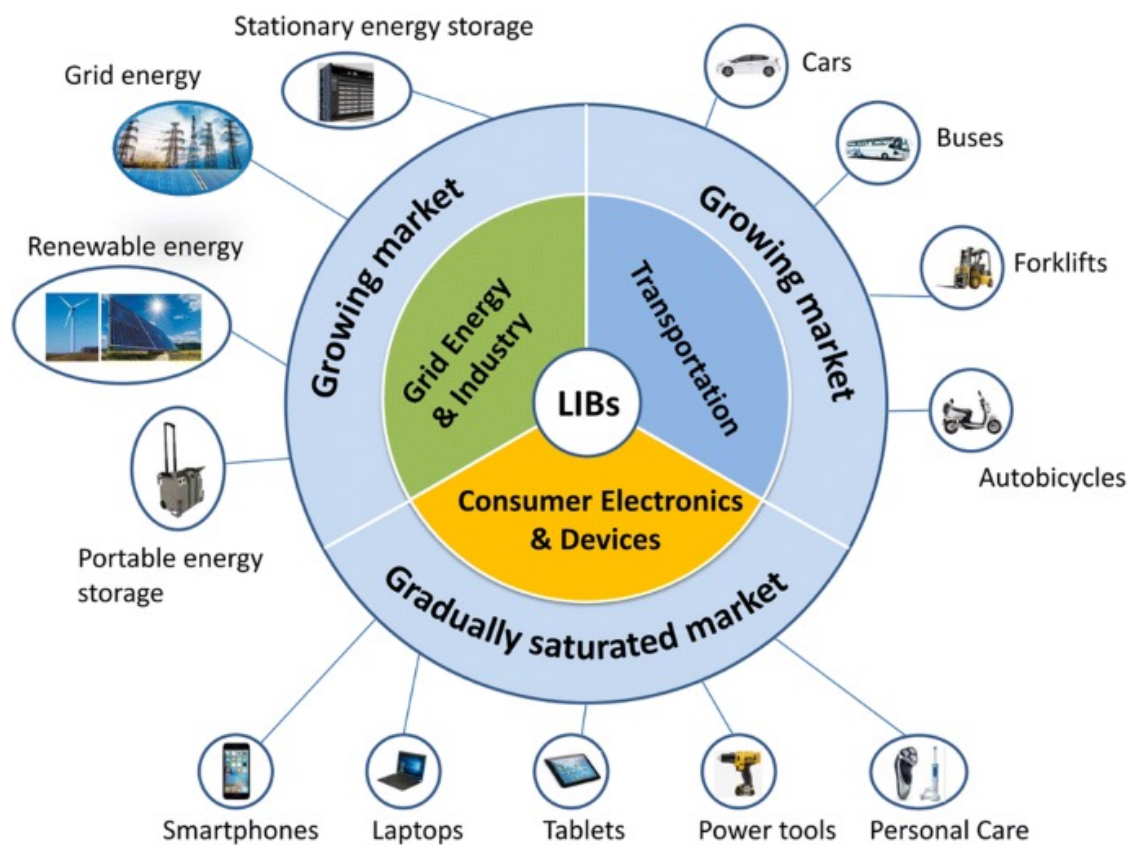 Stationary energy storage
Grid energy
Renewable energy
Portable energy
storage
Cars
Buses
Forklifts
Autobicycles
Growing market
Growing market
Gradually saturated market
Grid Energy
& Industry
Transportation
LIBs
Consumer Electronics
& Devices
Smartphones
Laptops
Tablets
Power tools
Personal Care